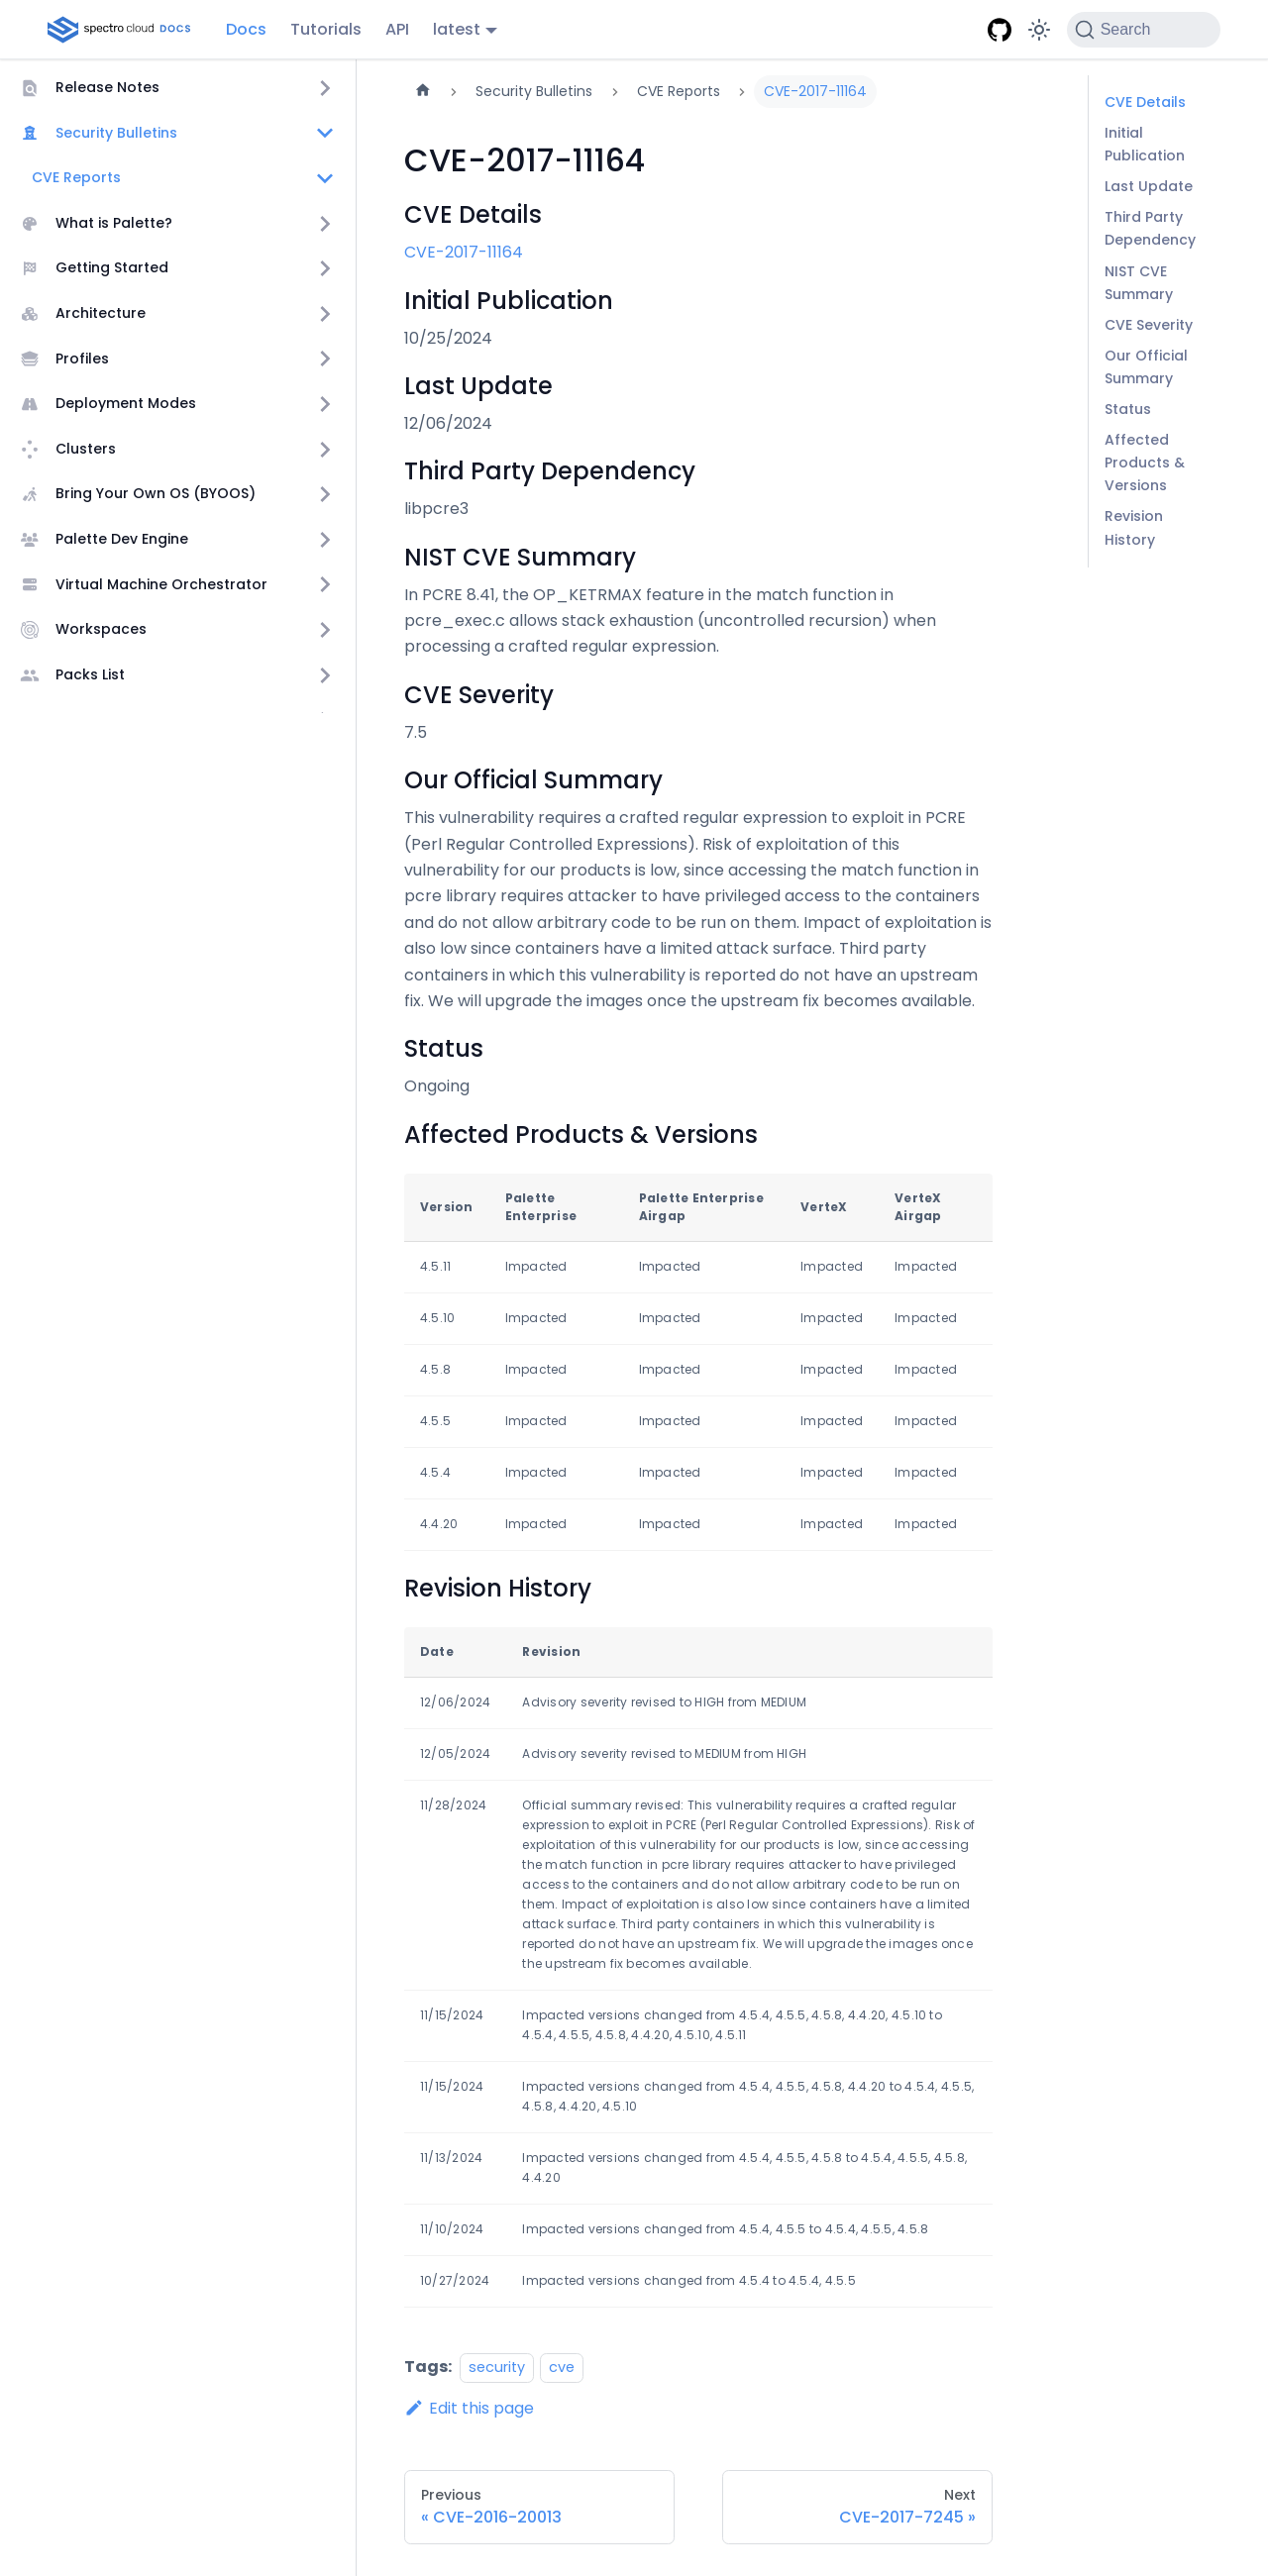 spectro cloud DOCS
Docs
Tutorials
API
latest
Search
Release Notes
Security Bulletins
CVE Reports
What is Palette?
Getting Started
Architecture
Profiles
Deployment Modes
Clusters
Bring Your Own OS (BYOOS)
Palette Dev Engine
Virtual Machine Orchestrator
Workspaces
Packs List
Security Bulletins
CVE Reports
CVE-2017-11164
CVE-2017-11164
CVE Details
CVE-2017-11164
Initial Publication
10/25/2024
Last Update
12/06/2024
Third Party Dependency
libpcre3
NIST CVE Summary
In PCRE 8.41, the OP_KETRMAX feature in the match function in
pcre_exec.c allows stack exhaustion (uncontrolled recursion) when
processing a crafted regular expression.
CVE Severity
7.5
Our Official Summary
This vulnerability requires a crafted regular expression to exploit in PCRE
(Perl Regular Controlled Expressions). Risk of exploitation of this
vulnerability for our products is low, since accessing the match function in
pcre library requires attacker to have privileged access to the containers
and do not allow arbitrary code to be run on them. Impact of exploitation is
also low since containers have a limited attack surface. Third party
containers in which this vulnerability is reported do not have an upstream
fix. We will upgrade the images once the upstream fix becomes available.
Status
Ongoing
Affected Products & Versions
Version Palette Enterprise Palette Enterprise Airgap VerteX VerteX Airgap
4.5.11 Impacted Impacted Impacted Impacted
4.5.10 Impacted Impacted Impacted Impacted
4.5.8 Impacted Impacted Impacted Impacted
4.5.5 Impacted Impacted Impacted Impacted
4.5.4 Impacted Impacted Impacted Impacted
4.4.20 Impacted Impacted Impacted Impacted
Revision History
Date Revision
12/06/2024 Advisory severity revised to HIGH from MEDIUM
12/05/2024 Advisory severity revised to MEDIUM from HIGH
11/28/2024 Official summary revised: This vulnerability requires a crafted regular
expression to exploit in PCRE (Perl Regular Controlled Expressions). Risk of
exploitation of this vulnerability for our products is low, since accessing
the match function in pcre library requires attacker to have privileged
access to the containers and do not allow arbitrary code to be run on
them. Impact of exploitation is also low since containers have a limited
attack surface. Third party containers in which this vulnerability is
reported do not have an upstream fix. We will upgrade the images once
the upstream fix becomes available.
11/15/2024 Impacted versions changed from 4.5.4, 4.5.5, 4.5.8, 4.4.20, 4.5.10 to
4.5.4, 4.5.5, 4.5.8, 4.4.20, 4.5.10, 4.5.11
11/15/2024 Impacted versions changed from 4.5.4, 4.5.5, 4.5.8, 4.4.20 to 4.5.4, 4.5.5,
4.5.8, 4.4.20, 4.5.10
11/13/2024 Impacted versions changed from 4.5.4, 4.5.5, 4.5.8 to 4.5.4, 4.5.5, 4.5.8,
4.4.20
11/10/2024 Impacted versions changed from 4.5.4, 4.5.5 to 4.5.4, 4.5.5, 4.5.8
10/27/2024 Impacted versions changed from 4.5.4 to 4.5.4, 4.5.5
Tags: security cve
Edit this page
Previous
« CVE-2016-20013
Next
CVE-2017-7245 »
CVE Details
Initial
Publication
Last Update
Third Party
Dependency
NIST CVE
Summary
CVE Severity
Our Official
Summary
Status
Affected
Products &
Versions
Revision
History